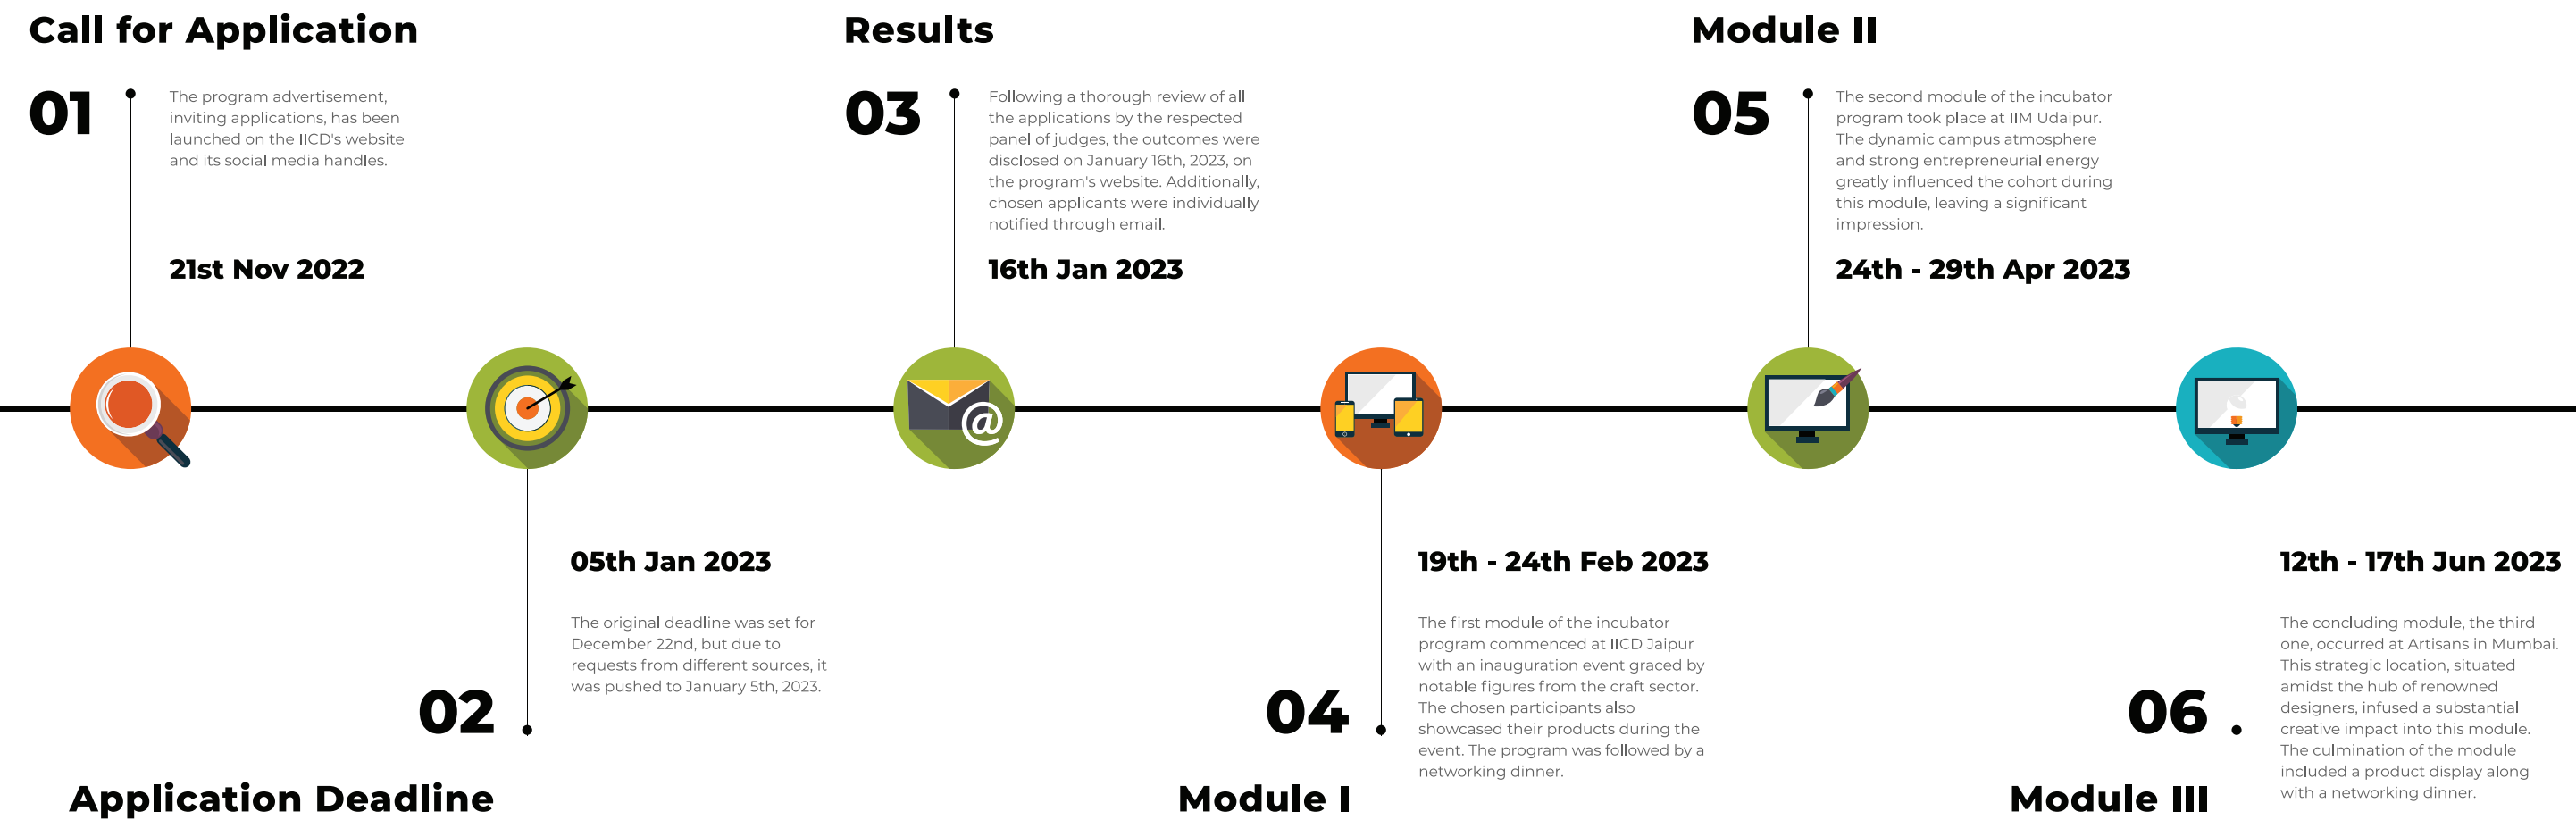 Call for Application
01
The program advertisement,
inviting applications, has been
launched on the IICD's website
and its social media handles.
21st Nov 2022
05th Jan 2023
The original deadline was set for
December 22nd, but due to
requests from different sources, it
was pushed to January 5th, 2023.
02
Application Deadline
Results
03
Following a thorough review of all
the applications by the respected
panel of judges, the outcomes were
disclosed on January 16th, 2023, on
the program's website. Additionally,
chosen applicants were individually
notified through email.
16th Jan 2023
@
19th - 24th Feb 2023
The first module of the incubator
program commenced at IICD Jaipur
with an inauguration event graced by
notable figures from the craft sector.
The chosen participants also
showcased their products during the
event. The program was followed by a
networking dinner.
04
Module I
Module II
05
The second module of the incubator
program took place at IIM Udaipur.
The dynamic campus atmosphere
and strong entrepreneurial energy
greatly influenced the cohort during
this module, leaving a significant
impression.
24th - 29th Apr 2023
12th - 17th Jun 2023
The concluding module, the third
one, occurred at Artisans in Mumbai.
This strategic location, situated
amidst the hub of renowned
designers, infused a substantial
creative impact into this module.
The culmination of the module
included a product display along
with a networking dinner.
06
Module III